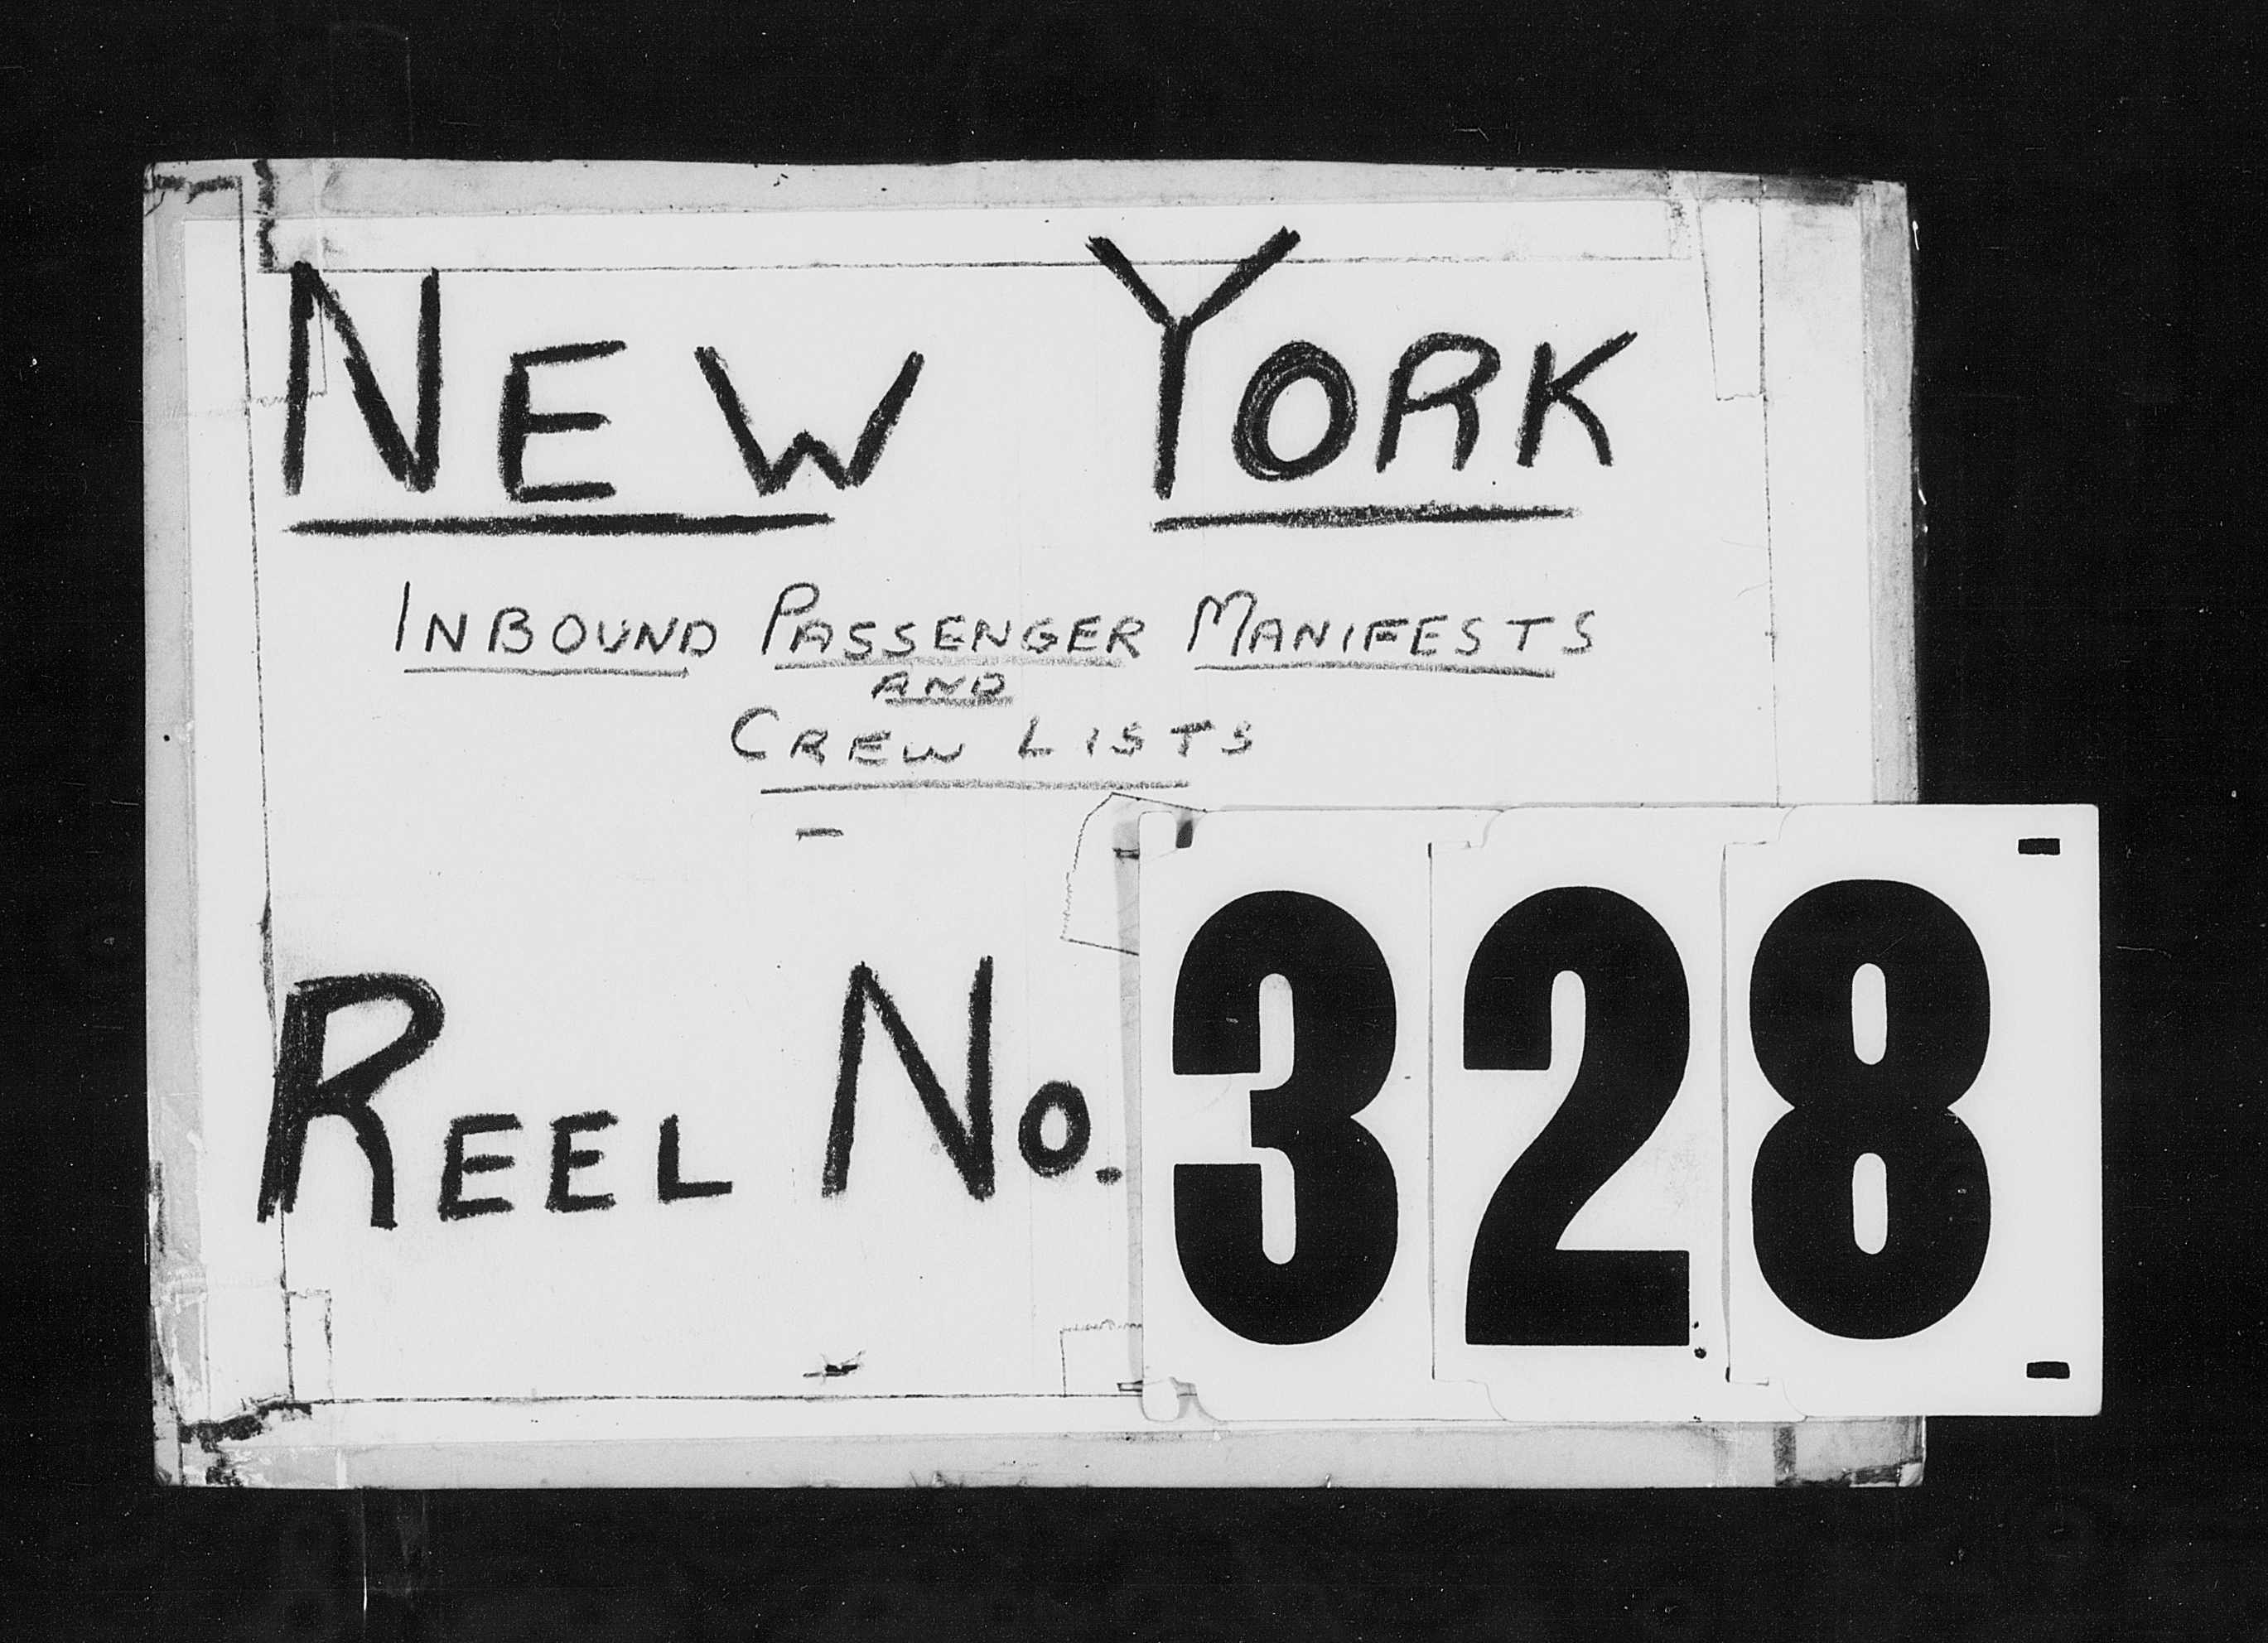 NEW YORK
INBOUND PASSENGER MANIFESTS
AND
CREW LISTS
REEL NO. 328